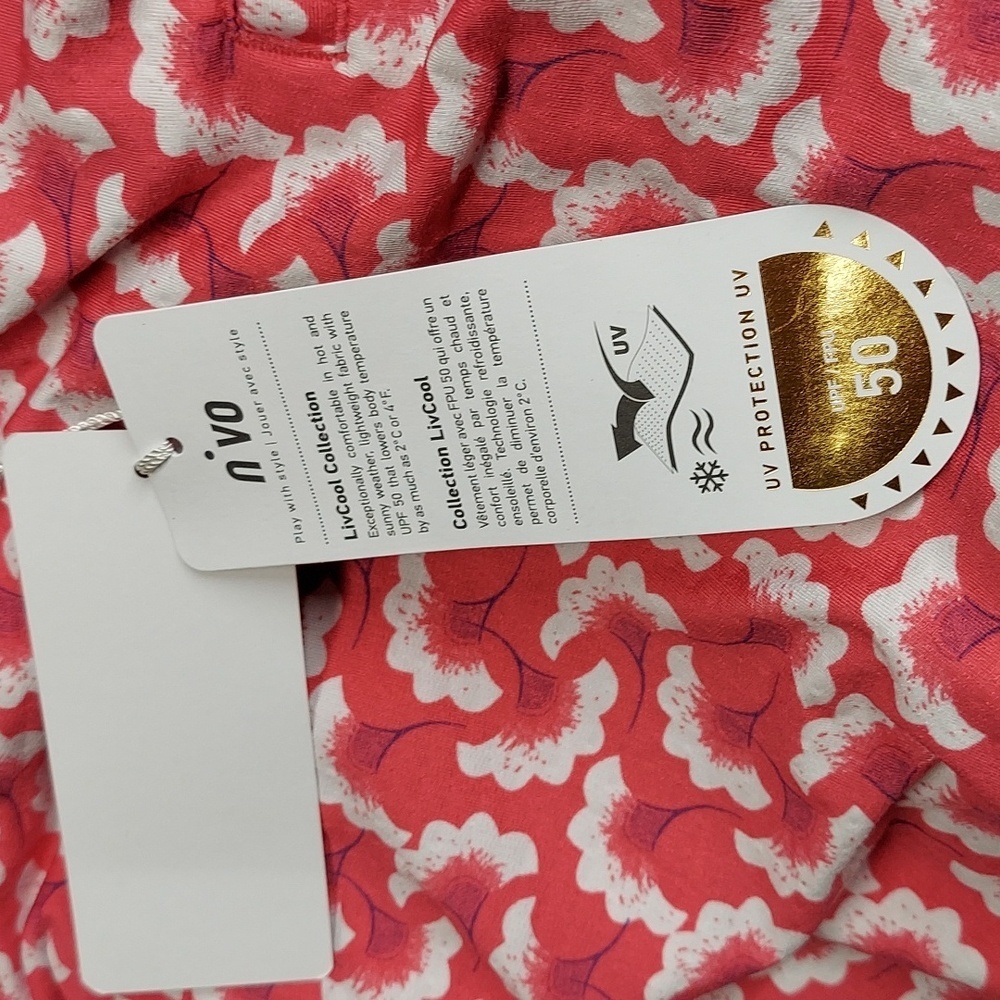 n'vo
Play with style | Jouer avec style
LivCool Collection
Exceptionally comfortable in hot and
sunny weather, lightweight fabric with
UPF 50 that lowers body temperature
by as much as 2°C or 4°F.
Collection LivCool
Vêtement léger avec FPU 50 qui offre un
confort inégalé par temps chaud et
ensoleillé. Technologie refroidissante,
permet de diminuer la température
corporelle d'environ 2°C.
UV
UV PROTECTION UV
UPF / FPU
50